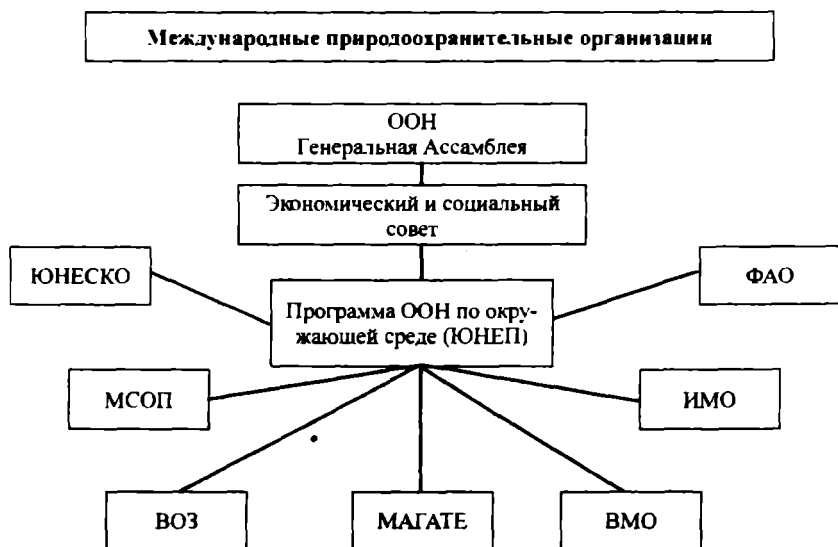 Международные природоохранительные организации
ООН
Генеральная Ассамблея
Экономический и социальный
совет
ЮНЕСКО
ФАО
Программа ООН по окру-
жающей среде (ЮНЕП)
МСОП
ИМО
ВОЗ
МАГАТЕ
ВМО